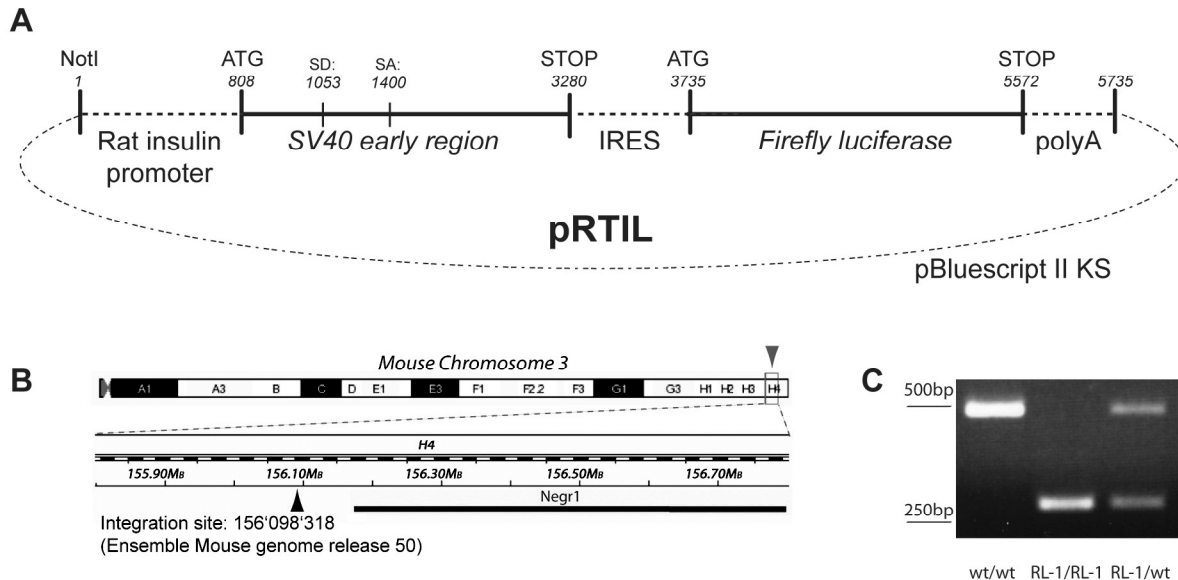 A
NotI ATG SD: SA: STOP ATG STOP
1 808 1053 1400 3280 3735 5572 5735
Rat insulin promoter SV40 early region IRES Firefly luciferase polyA
pRTIL
pBluescript II KS
B
Mouse Chromosome 3
A1 A3 B C D E1 E3 F1 F2.2 F3 G1 G3 H1 H2 H3 H4
H4
155.90MB 156.10MB 156.30MB 156.50MB 156.70MB
Negr1
Integration site: 156'098'318
(Ensemble Mouse genome release 50)
C
500bp
250bp
wt/wt RL-1/RL-1 RL-1/wt